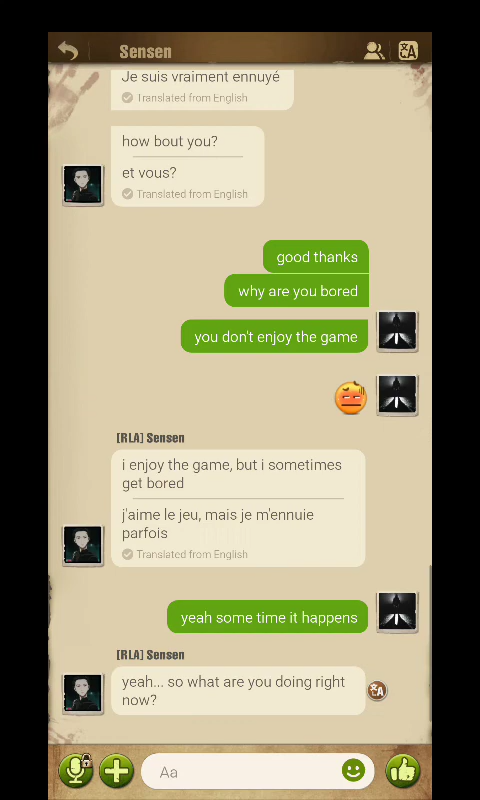 Sensen
Je suis vraiment ennuyé
Translated from English
how bout you?
et vous?
Translated from English
good thanks
why are you bored
you don't enjoy the game
[RLA] Sensen
i enjoy the game, but i sometimes
get bored
j'aime le jeu, mais je m'ennuie
parfois
Translated from English
yeah some time it happens
[RLA] Sensen
yeah... so what are you doing right
now?
Aa